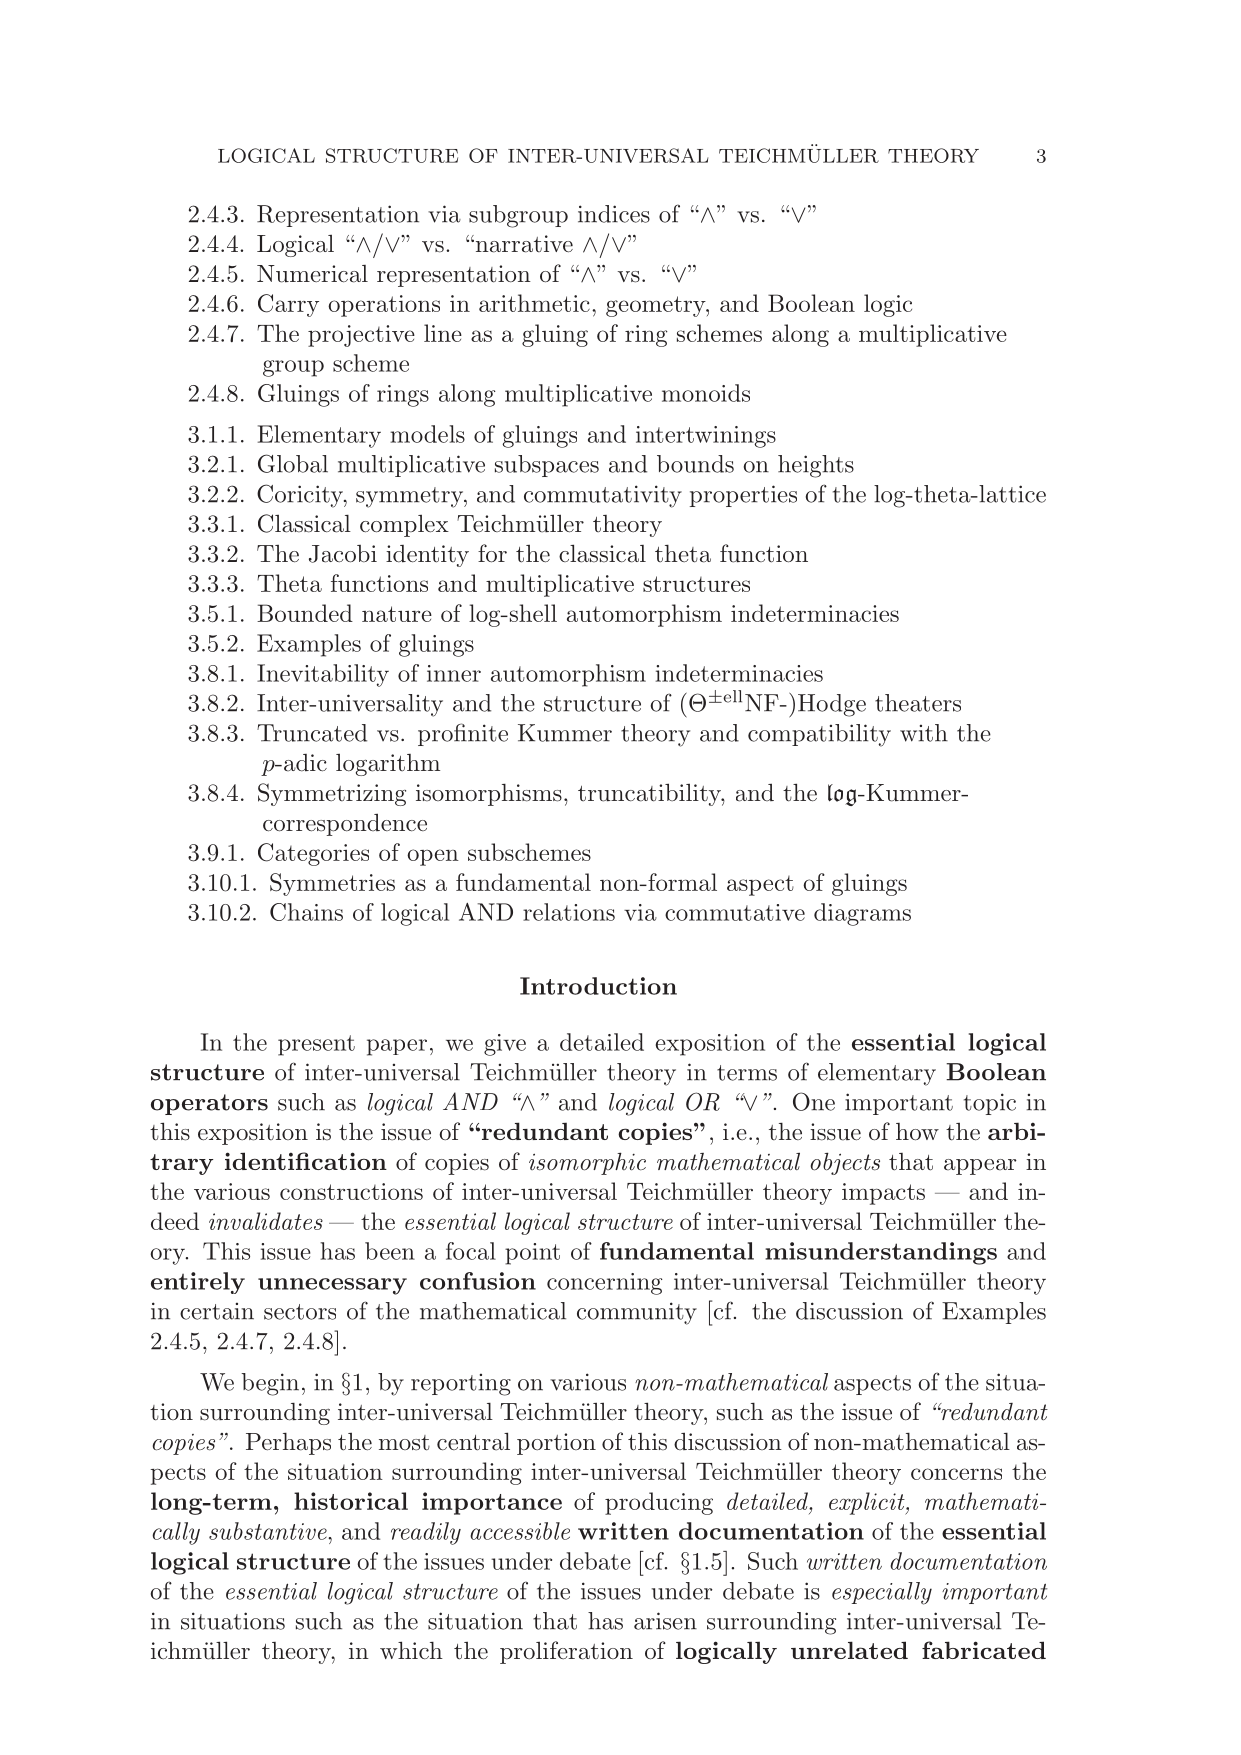 LOGICAL STRUCTURE OF INTER-UNIVERSAL TEICHMÜLLER THEORY 3
2.4.3. Representation via subgroup indices of “∧” vs. “∨”
2.4.4. Logical “∧/∨” vs. “narrative ∧/∨”
2.4.5. Numerical representation of “∧” vs. “∨”
2.4.6. Carry operations in arithmetic, geometry, and Boolean logic
2.4.7. The projective line as a gluing of ring schemes along a multiplicative
group scheme
2.4.8. Gluings of rings along multiplicative monoids
3.1.1. Elementary models of gluings and intertwinings
3.2.1. Global multiplicative subspaces and bounds on heights
3.2.2. Coricity, symmetry, and commutativity properties of the log-theta-lattice
3.3.1. Classical complex Teichmüller theory
3.3.2. The Jacobi identity for the classical theta function
3.3.3. Theta functions and multiplicative structures
3.5.1. Bounded nature of log-shell automorphism indeterminacies
3.5.2. Examples of gluings
3.8.1. Inevitability of inner automorphism indeterminacies
3.8.2. Inter-universality and the structure of (Θ±ellNF-)Hodge theaters
3.8.3. Truncated vs. profinite Kummer theory and compatibility with the
p-adic logarithm
3.8.4. Symmetrizing isomorphisms, truncatibility, and the 𝔩𝔬𝔤-Kummer-
correspondence
3.9.1. Categories of open subschemes
3.10.1. Symmetries as a fundamental non-formal aspect of gluings
3.10.2. Chains of logical AND relations via commutative diagrams
Introduction
In the present paper, we give a detailed exposition of the essential logical
structure of inter-universal Teichmüller theory in terms of elementary Boolean
operators such as logical AND “∧” and logical OR “∨”. One important topic in
this exposition is the issue of “redundant copies”, i.e., the issue of how the arbi-
trary identification of copies of isomorphic mathematical objects that appear in
the various constructions of inter-universal Teichmüller theory impacts — and in-
deed invalidates — the essential logical structure of inter-universal Teichmüller the-
ory. This issue has been a focal point of fundamental misunderstandings and
entirely unnecessary confusion concerning inter-universal Teichmüller theory
in certain sectors of the mathematical community [cf. the discussion of Examples
2.4.5, 2.4.7, 2.4.8].
We begin, in §1, by reporting on various non-mathematical aspects of the situa-
tion surrounding inter-universal Teichmüller theory, such as the issue of “redundant
copies”. Perhaps the most central portion of this discussion of non-mathematical as-
pects of the situation surrounding inter-universal Teichmüller theory concerns the
long-term, historical importance of producing detailed, explicit, mathemati-
cally substantive, and readily accessible written documentation of the essential
logical structure of the issues under debate [cf. §1.5]. Such written documentation
of the essential logical structure of the issues under debate is especially important
in situations such as the situation that has arisen surrounding inter-universal Te-
ichmüller theory, in which the proliferation of logically unrelated fabricated